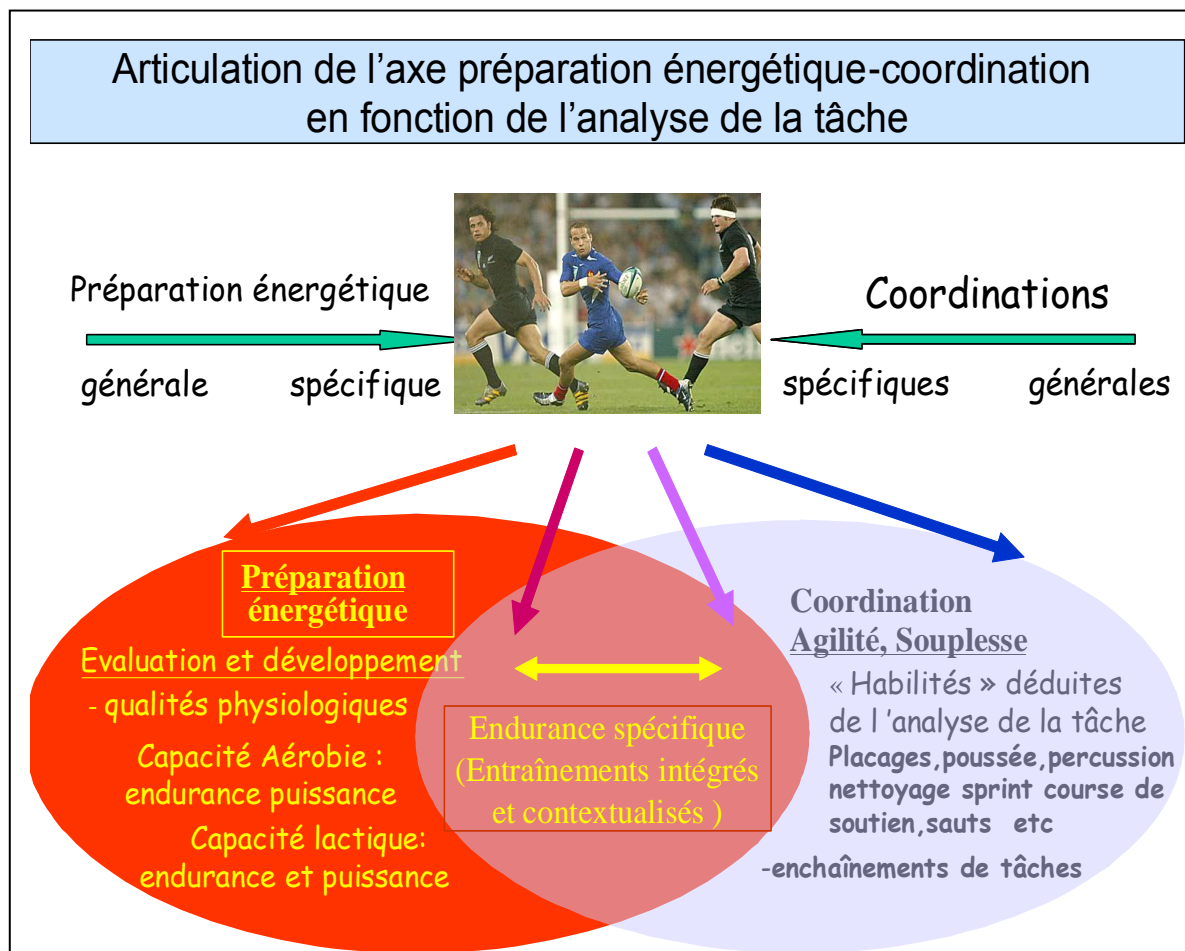 Articulation de l’axe préparation énergétique-coordination
en fonction de l’analyse de la tâche
Préparation énergétique
générale spécifique
Coordinations
spécifiques générales
Préparation
énergétique
Evaluation et développement
- qualités physiologiques
Capacité Aérobie :
endurance puissance
Capacité lactique:
endurance et puissance
Endurance spécifique
(Entraînements intégrés
et contextualisés )
Coordination
Agilité, Souplesse
« Habilités » déduites
de l ’analyse de la tâche
Placages,poussée,percussion
nettoyage sprint course de
soutien,sauts etc
-enchaînements de tâches